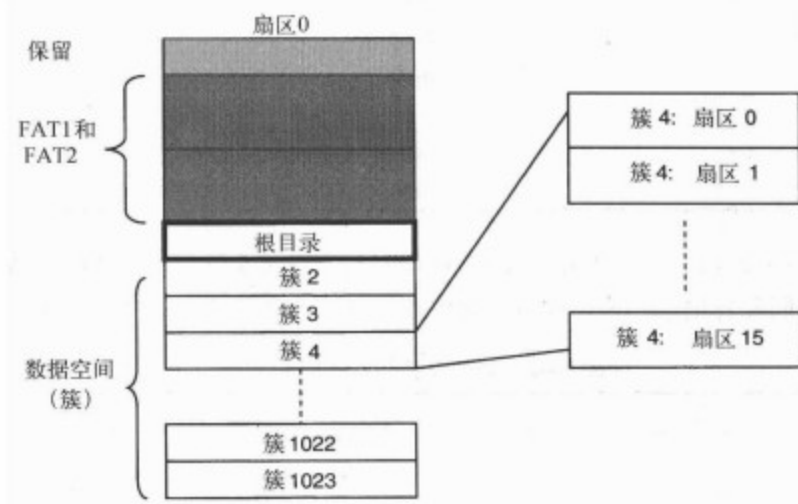 扇区0
保留
FAT1和
FAT2
根目录
簇 2
簇 3
簇 4
数据空间
（簇）
簇 1022
簇 1023
簇 4: 扇区 0
簇 4: 扇区 1
簇 4: 扇区 15